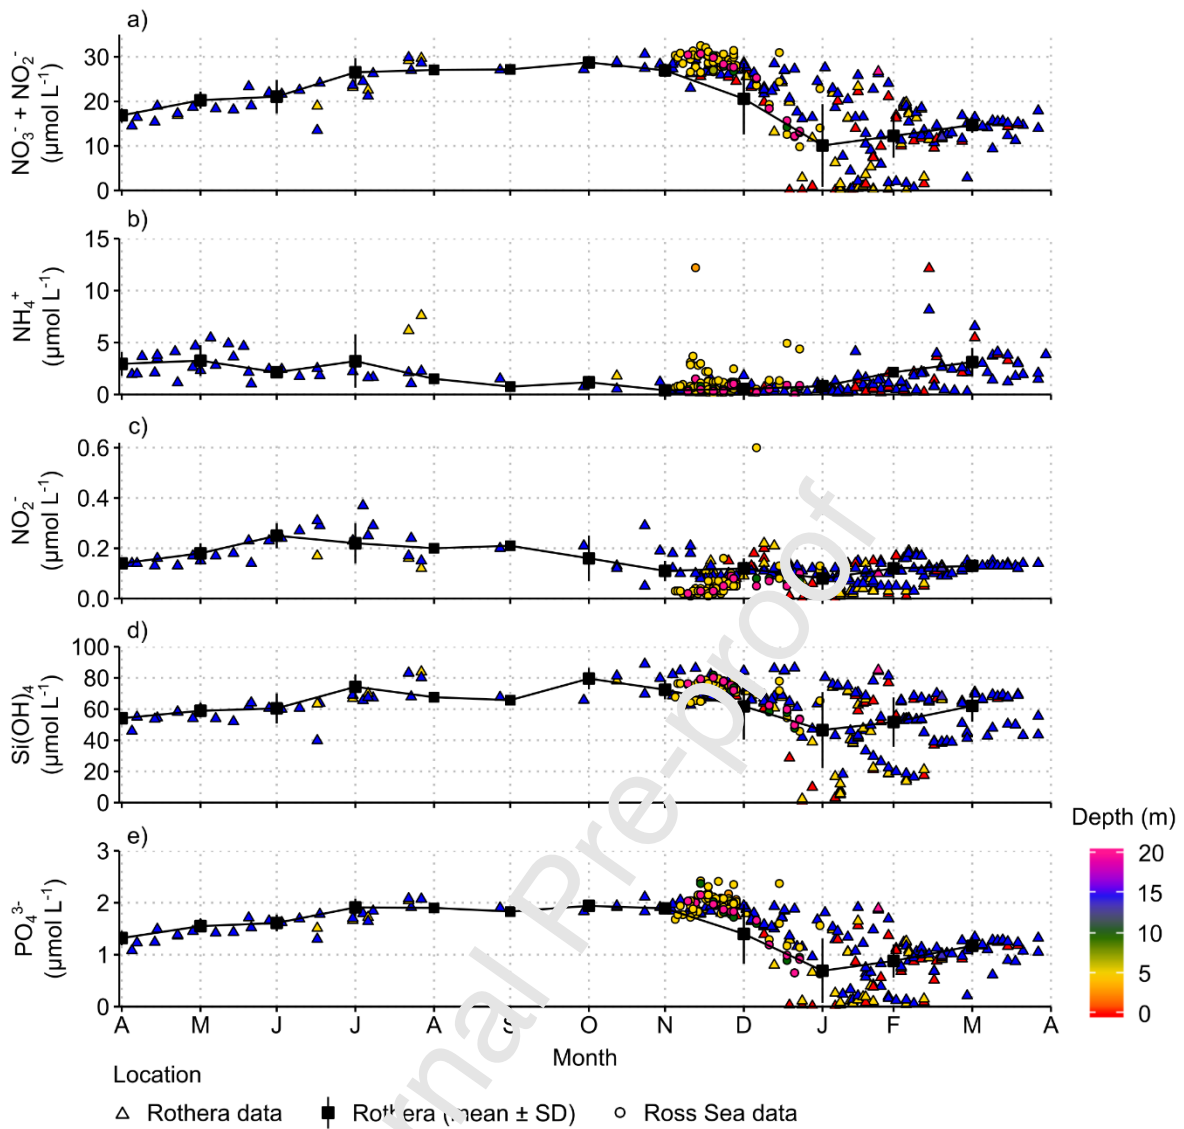 a)
NO₃⁻ + NO₂⁻
(µmol L⁻¹)
30
20
10
0
b)
NH₄⁺
(µmol L⁻¹)
15
10
5
0
c)
NO₂⁻
(µmol L⁻¹)
0.6
0.4
0.2
0.0
d)
Si(OH)₄
(µmol L⁻¹)
100
80
60
40
20
0
e)
PO₄³⁻
(µmol L⁻¹)
3
2
1
0
A M J J A S O N D J F M A
Month
Depth (m)
20
15
10
5
0
Location
Rothera data
Rothera (mean ± SD)
Ross Sea data
rnal Pre-proof